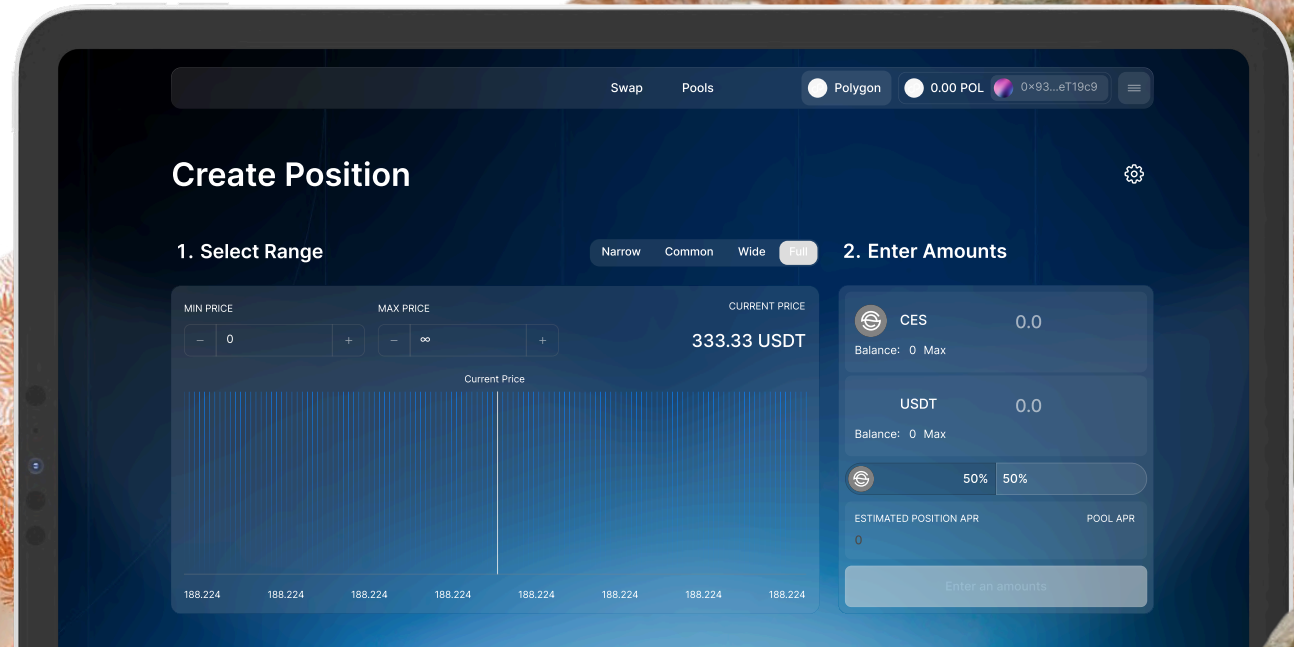 Swap Pools Polygon 0.00 POL 0×93...eT19c9
Create Position
1. Select Range
Narrow Common Wide Full
2. Enter Amounts
MIN PRICE
MAX PRICE
CURRENT PRICE
− 0 +
− ∞ +
333.33 USDT
Current Price
188.224 188.224 188.224 188.224 188.224 188.224 188.224 188.224
CES 0.0
Balance: 0 Max
USDT 0.0
Balance: 0 Max
50% 50%
ESTIMATED POSITION APR POOL APR
0
Enter an amounts